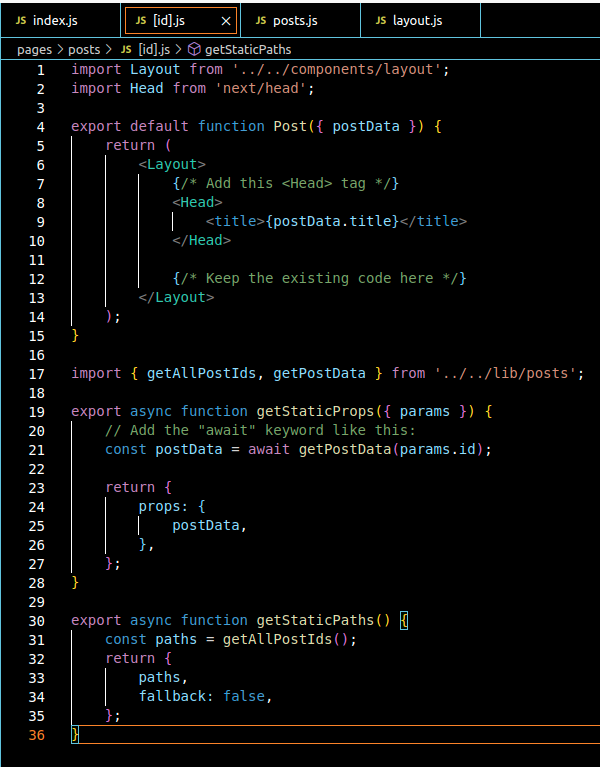 JS index.js JS [id].js × JS posts.js JS layout.js
pages > posts > JS [id].js > getStaticPaths
1 import Layout from '../../components/layout';
2 import Head from 'next/head';
3
4 export default function Post({ postData }) {
5     return (
6         <Layout>
7             {/* Add this <Head> tag */}
8             <Head>
9                 <title>{postData.title}</title>
10             </Head>
11
12             {/* Keep the existing code here */}
13         </Layout>
14     );
15 }
16
17 import { getAllPostIds, getPostData } from '../../lib/posts';
18
19 export async function getStaticProps({ params }) {
20     // Add the "await" keyword like this:
21     const postData = await getPostData(params.id);
22
23     return {
24         props: {
25             postData,
26         },
27     };
28 }
29
30 export async function getStaticPaths() {
31     const paths = getAllPostIds();
32     return {
33         paths,
34         fallback: false,
35     };
36 }